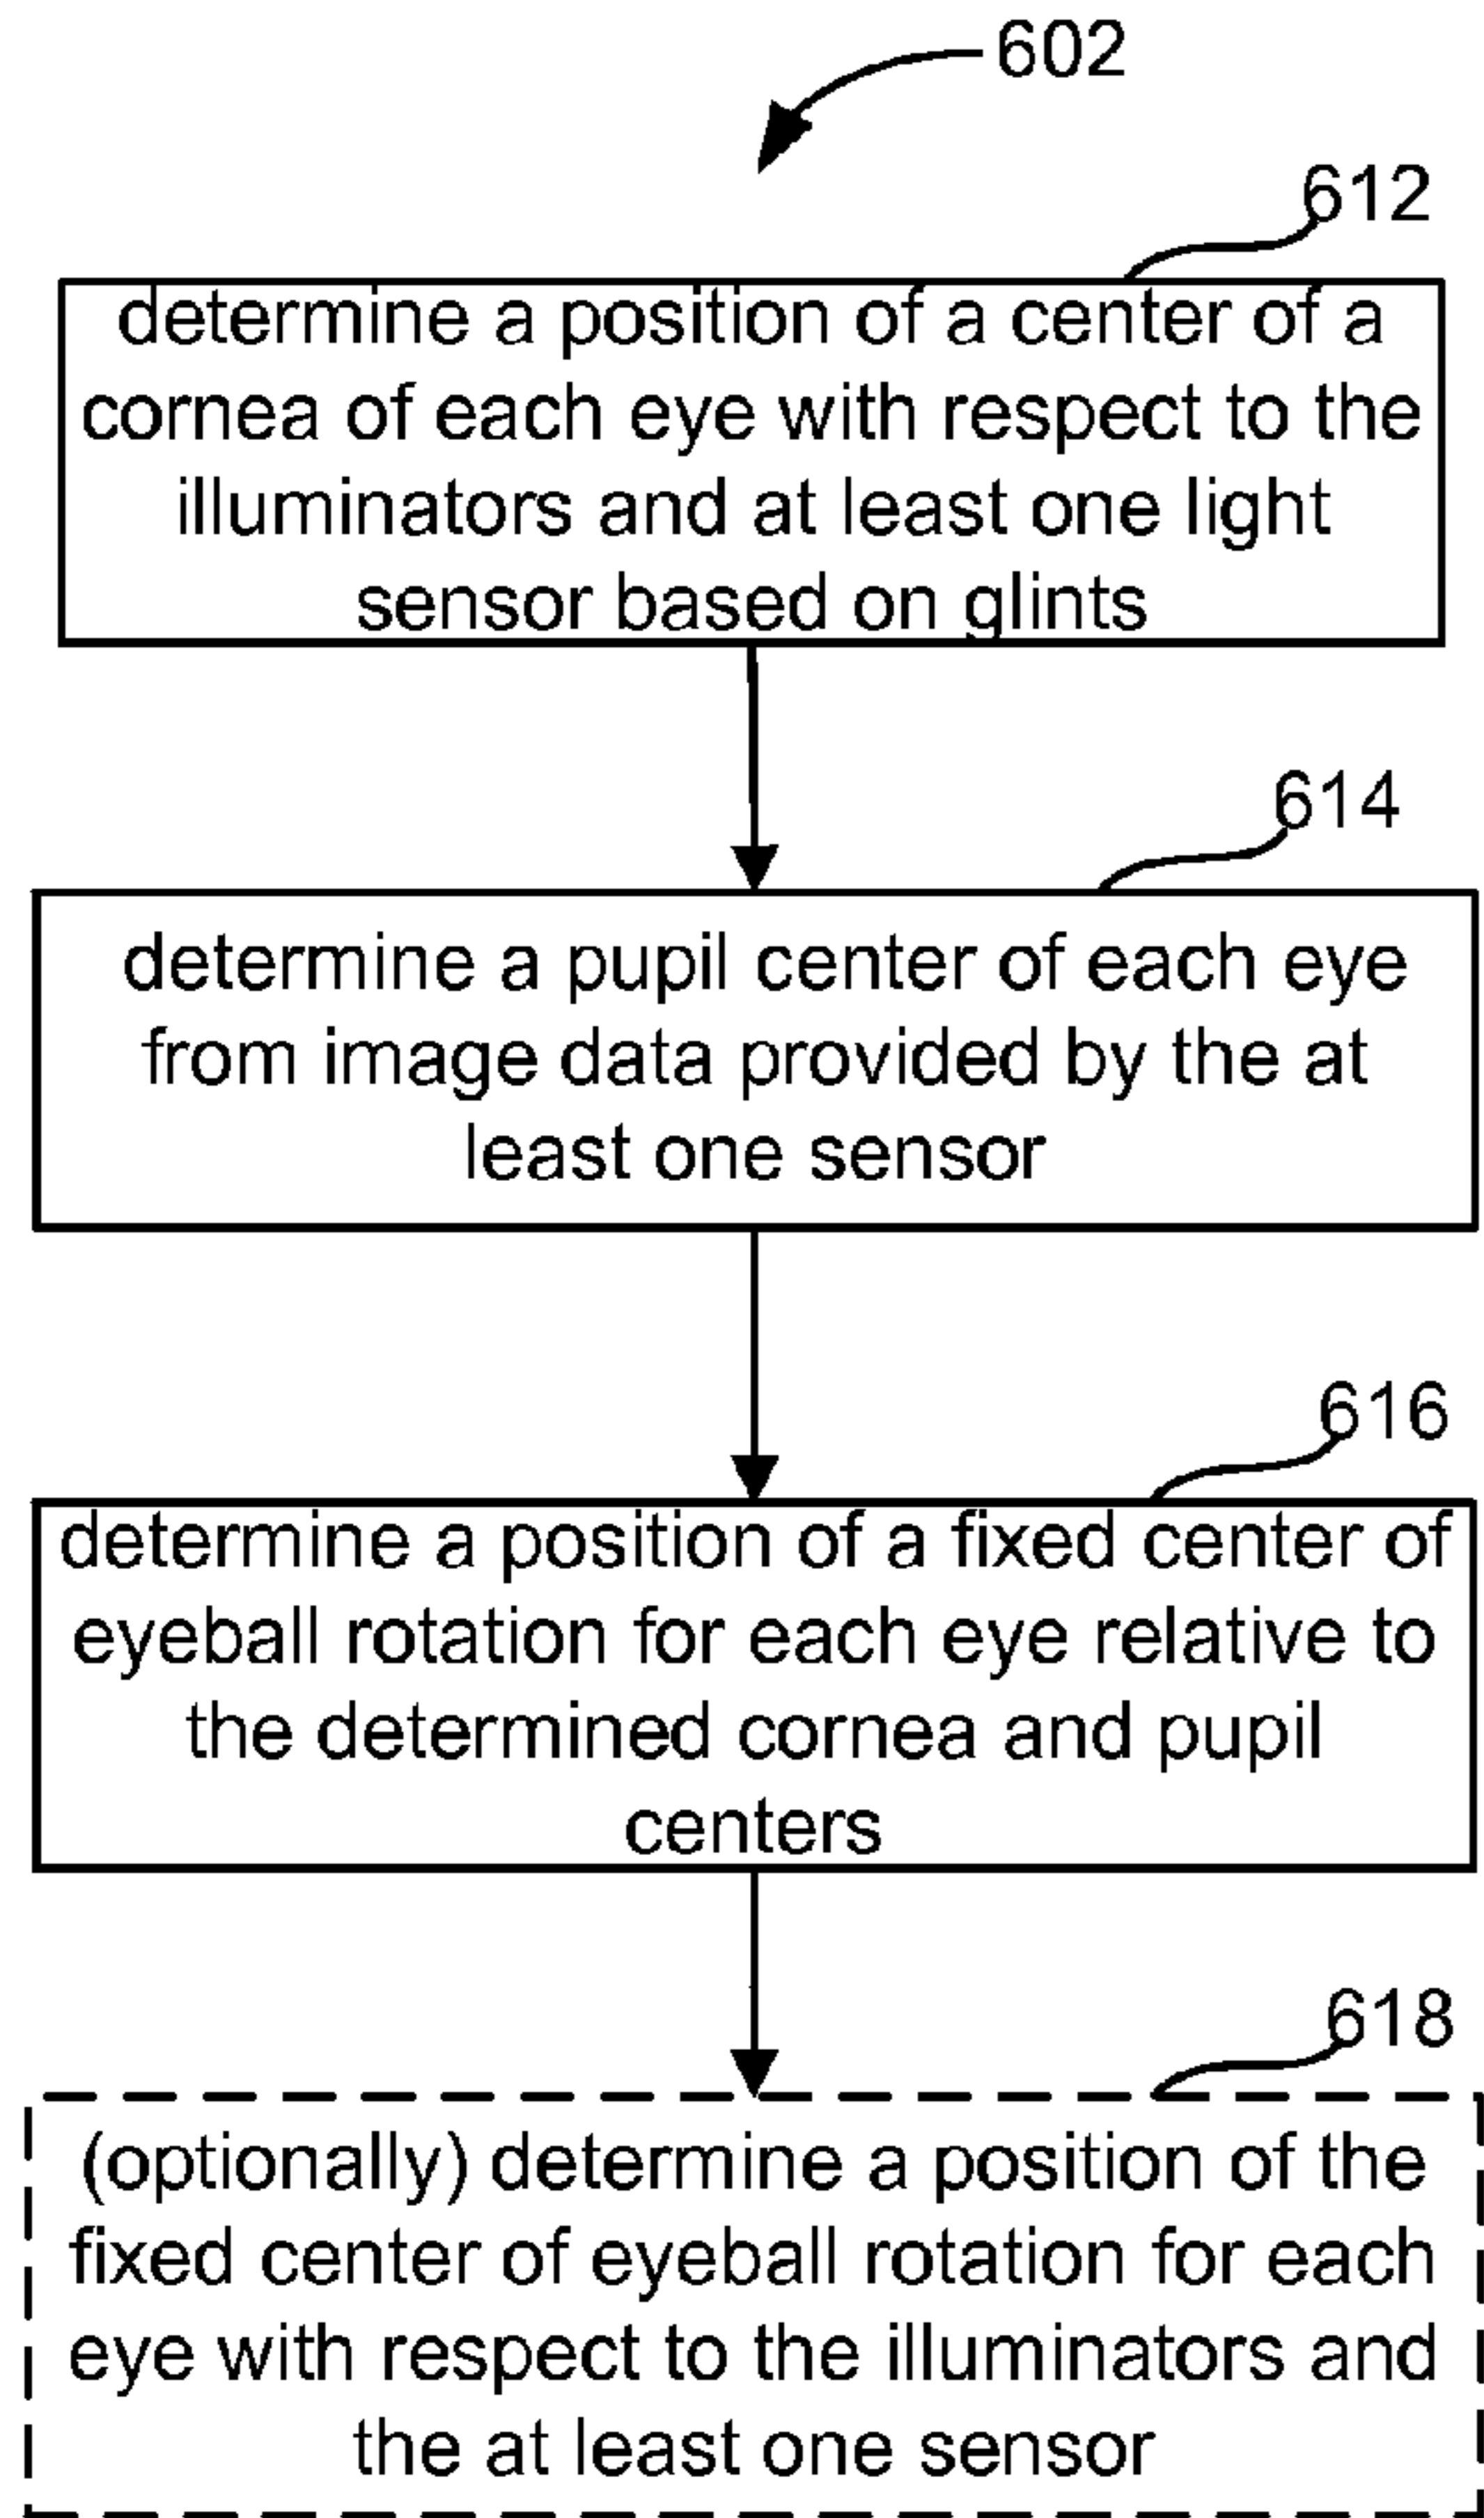 602
612
determine a position of a center of a
cornea of each eye with respect to the
illuminators and at least one light
sensor based on glints
614
determine a pupil center of each eye
from image data provided by the at
least one sensor
616
determine a position of a fixed center of
eyeball rotation for each eye relative to
the determined cornea and pupil
centers
618
(optionally) determine a position of the
fixed center of eyeball rotation for each
eye with respect to the illuminators and
the at least one sensor